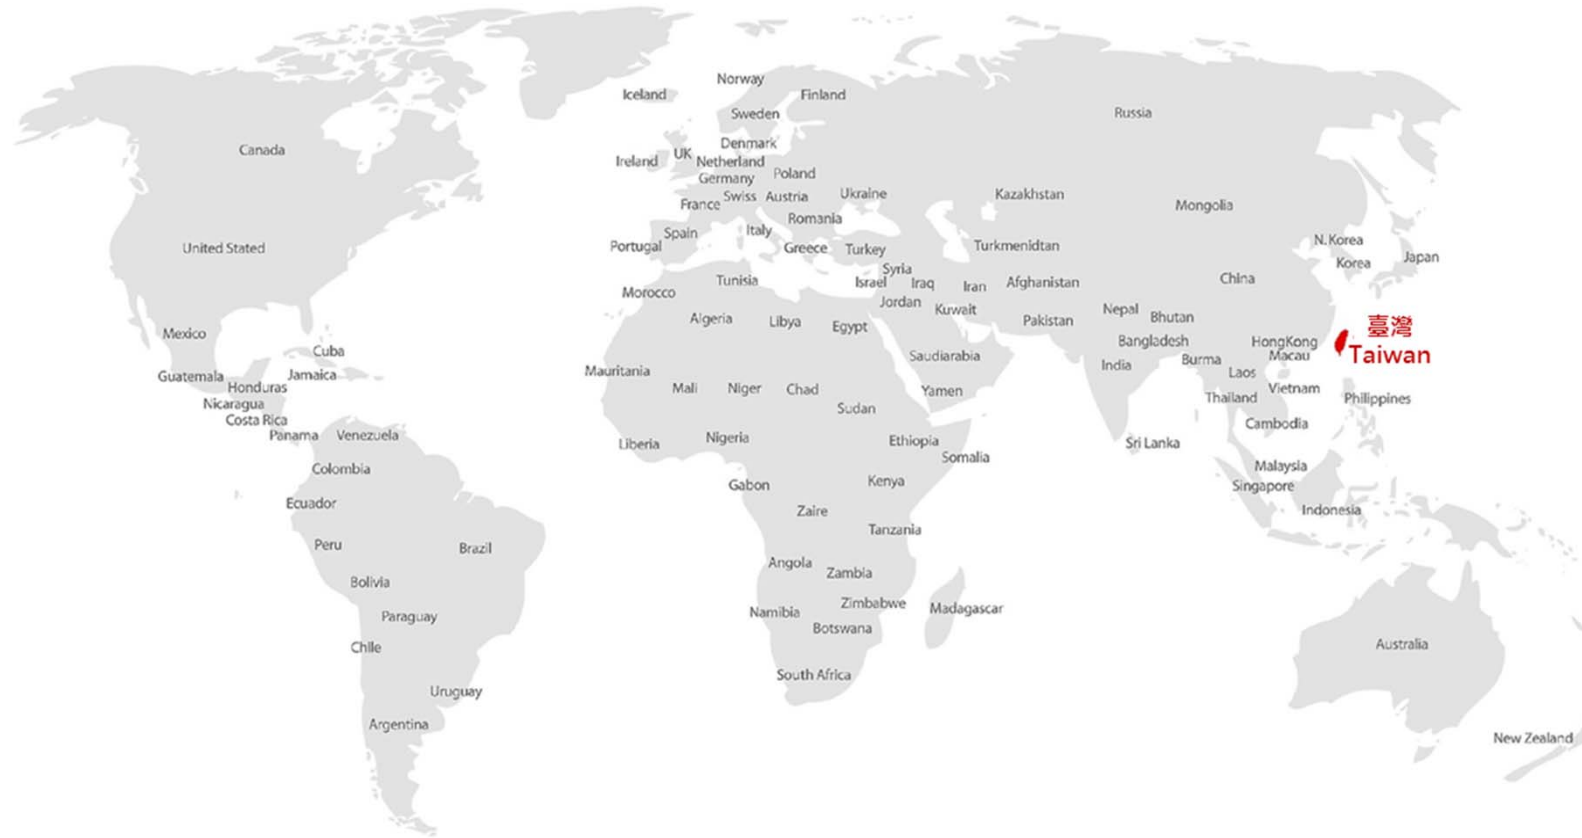 Norway
Iceland
Finland
Russia
Sweden
Canada
Denmark
UK
Ireland
Netherland
Poland
Germany
Swiss
Austria
Ukraine
Kazakhstan
France
Mongolia
Romania
Spain
Italy
Portugal
Greece
Turkey
Turkmenidtan
United Stated
N. Korea
Japan
Korea
Syria
Tunisia
Israel
Iraq
Iran
Afghanistan
China
Morocco
Jordan
Kuwait
Nepal
Bhutan
Algeria
Libya
Egypt
Pakistan
臺灣
Taiwan
Mexico
Bangladesh
HongKong
Macau
Cuba
Saudiarabia
India
Burma
Laos
Guatemala
Jamaica
Mauritania
Honduras
Mali
Niger
Chad
Yamen
Vietnam
Thailand
Philippines
Nicaragua
Sudan
Costa Rica
Cambodia
Panama
Venezuela
Liberia
Nigeria
Ethiopia
Somalia
Sri Lanka
Colombia
Malaysia
Gabon
Kenya
Singapore
Ecuador
Zaire
Indonesia
Tanzania
Peru
Brazil
Angola
Zambia
Bolivia
Zimbabwe
Madagascar
Paraguay
Namibia
Botswana
Australia
Chlle
South Africa
Uruguay
Argentina
New Zealand